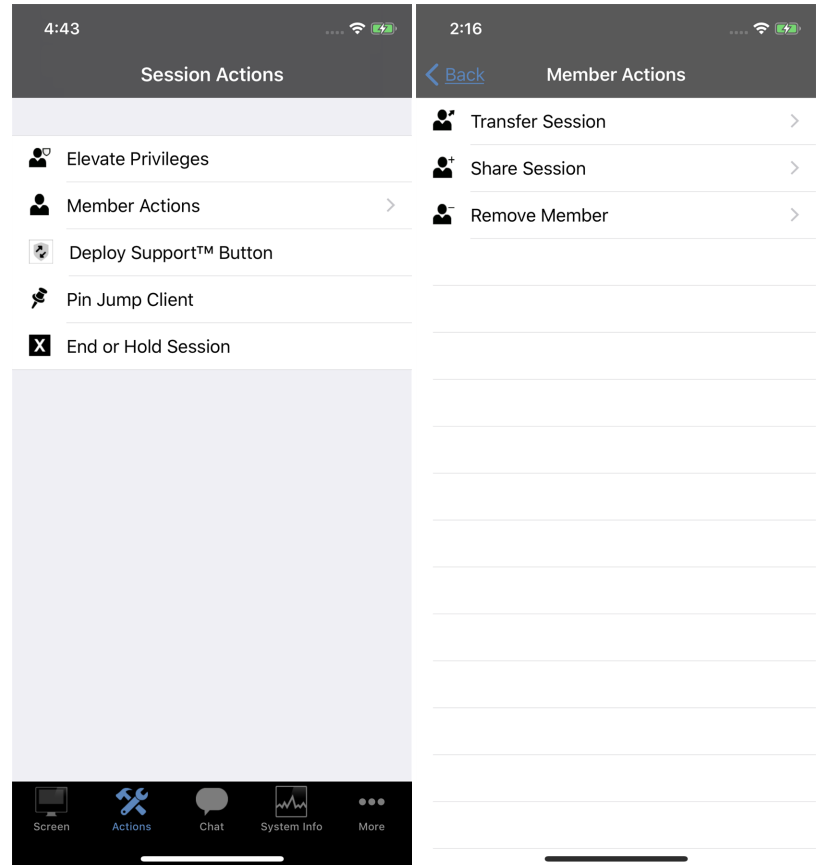 4:43
Session Actions
Elevate Privileges
Member Actions
Deploy Support™ Button
Pin Jump Client
X End or Hold Session
Screen Actions Chat System Info More
2:16
Back Member Actions
Transfer Session
Share Session
Remove Member